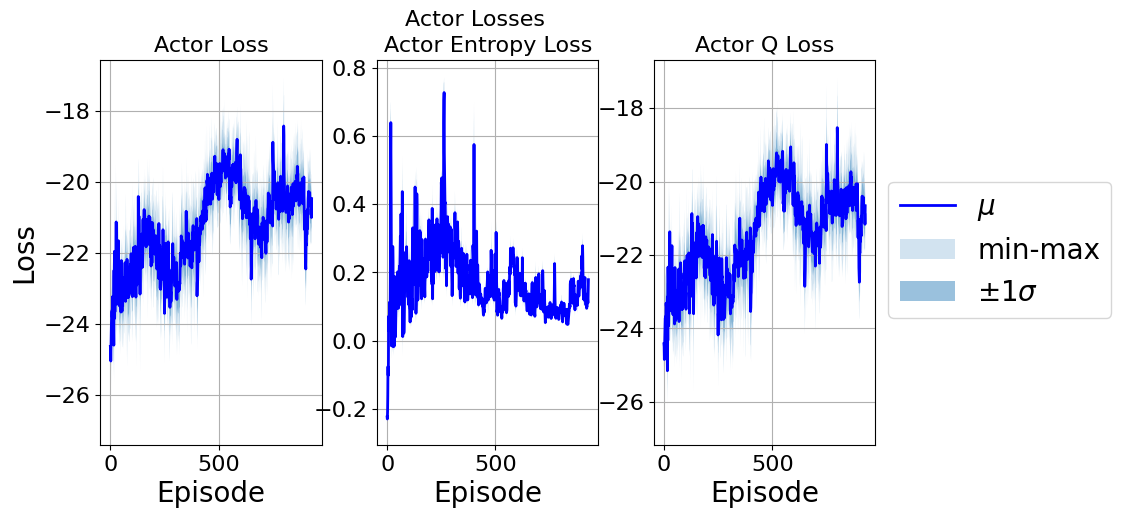 Actor Losses
Actor Loss
Actor Entropy Loss
Actor Q Loss
Loss
−18
−20
−22
−24
−26
0
500
Episode
0.8
0.6
0.4
0.2
0.0
−0.2
0
500
Episode
−18
−20
−22
−24
−26
0
500
Episode
μ
min-max
±1σ